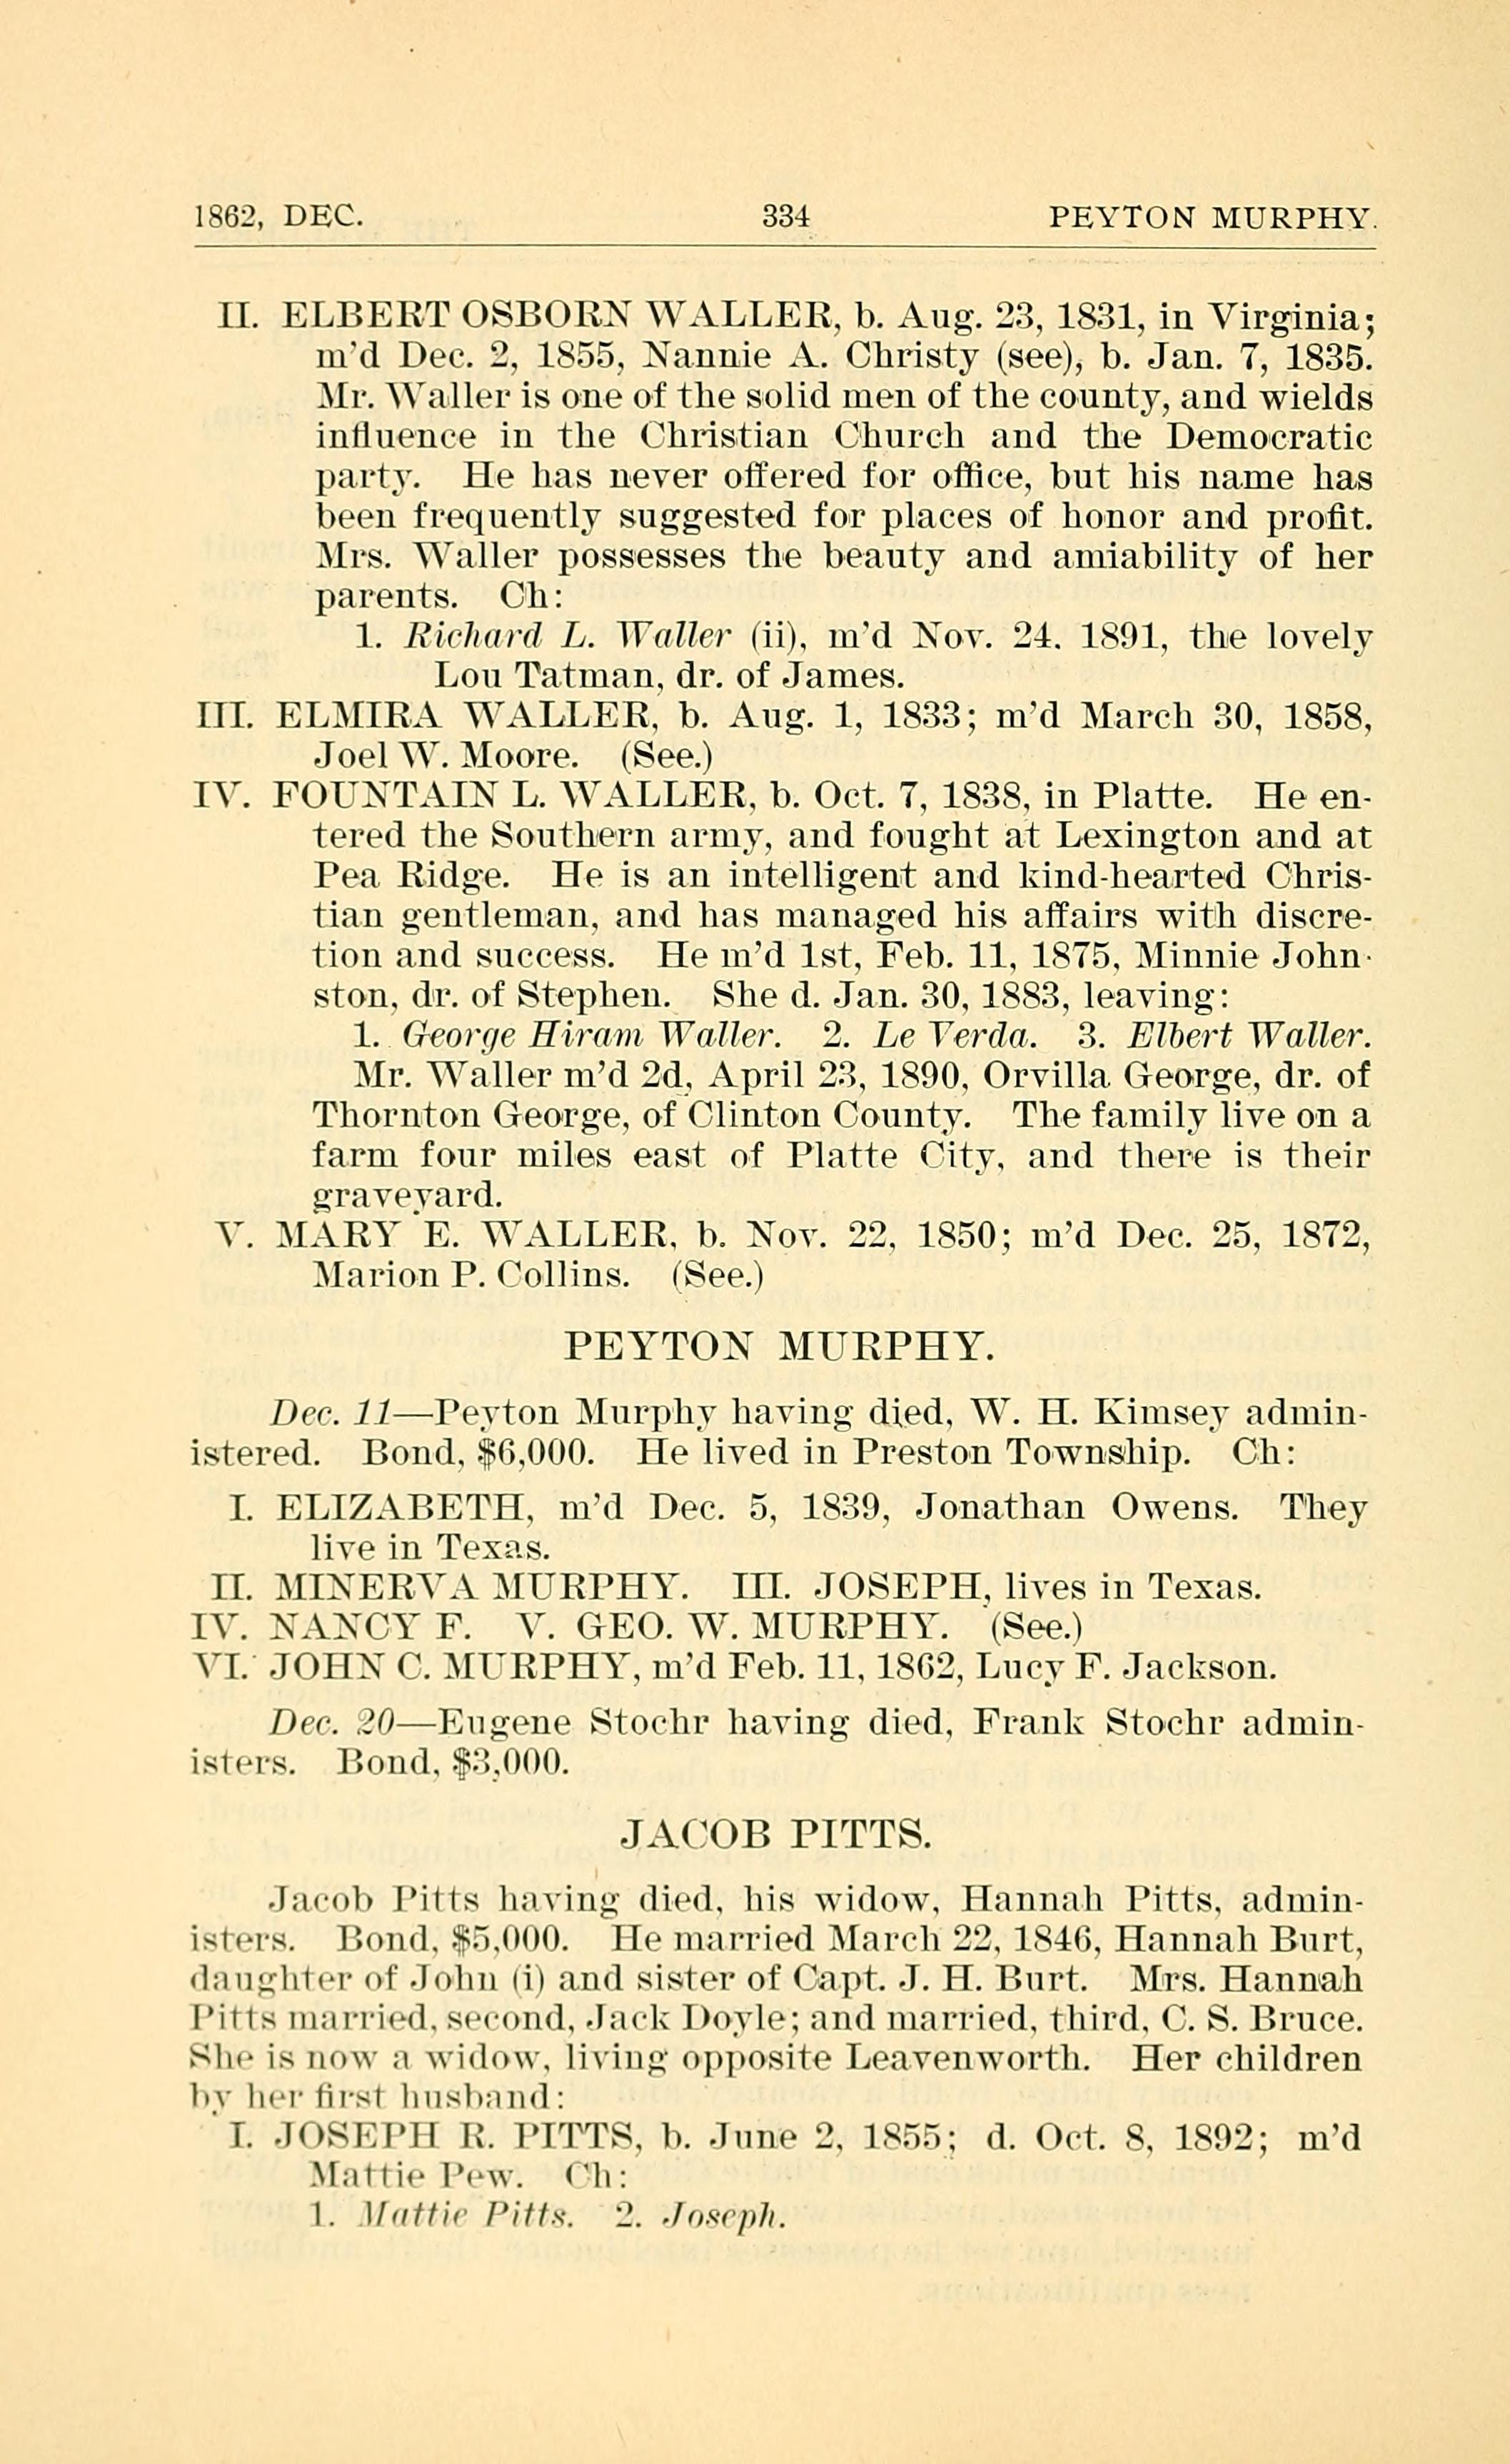 1862, DEC. 334 PEYTON MURPHY.
II. ELBERT OSBORN WALLER, b. Aug. 23, 1831, in Virginia;
m'd Dec. 2, 1855, Nannie A. Christy (see), b. Jan. 7, 1835.
Mr. Waller is one of the solid men of the county, and wields
influence in the Christian Church and the Democratic
party. He has never offered for office, but his name has
been frequently suggested for places of honor and profit.
Mrs. Waller possesses the beauty and amiability of her
parents. Ch:
1. Richard L. Waller (ii), m'd Nov. 24. 1891, the lovely
Lou Tatman, dr. of James.
III. ELMIRA WALLER, b. Aug. 1, 1833; m'd March 30, 1858,
Joel W. Moore. (See.)
IV. FOUNTAIN L. WALLER, b. Oct. 7, 1838, in Platte. He en-
tered the Southern army, and fought at Lexington and at
Pea Ridge. He is an intelligent and kind-hearted Chris-
tian gentleman, and has managed his affairs with discre-
tion and success. He m'd 1st, Feb. 11, 1875, Minnie John-
ston, dr. of Stephen. She d. Jan. 30, 1883, leaving:
1. George Hiram Waller. 2. Le Verda. 3. Elbert Waller.
Mr. Waller m'd 2d, April 23, 1890, Orvilla George, dr. of
Thornton George, of Clinton County. The family live on a
farm four miles east of Platte City, and there is their
graveyard.
V. MARY E. WALLER, b. Nov. 22, 1850; m'd Dec. 25, 1872,
Marion P. Collins. (See.)
PEYTON MURPHY.
Dec. 11—Peyton Murphy having died, W. H. Kimsey admin-
istered. Bond, $6,000. He lived in Preston Township. Ch:
I. ELIZABETH, m'd Dec. 5, 1839, Jonathan Owens. They
live in Texas.
II. MINERVA MURPHY. III. JOSEPH, lives in Texas.
IV. NANCY F. V. GEO. W. MURPHY. (See.)
VI. JOHN C. MURPHY, m'd Feb. 11, 1862, Lucy F. Jackson.
Dec. 20—Eugene Stochr having died, Frank Stochr admin-
isters. Bond, $3,000.
JACOB PITTS.
Jacob Pitts having died, his widow, Hannah Pitts, admin-
isters. Bond, $5,000. He married March 22, 1846, Hannah Burt,
daughter of John (i) and sister of Capt. J. H. Burt. Mrs. Hannah
Pitts married, second, Jack Doyle; and married, third, C. S. Bruce.
She is now a widow, living opposite Leavenworth. Her children
by her first husband:
I. JOSEPH R. PITTS, b. June 2, 1855; d. Oct. 8, 1892; m'd
Mattie Pew. Ch:
1. Mattie Pitts. 2. Joseph.